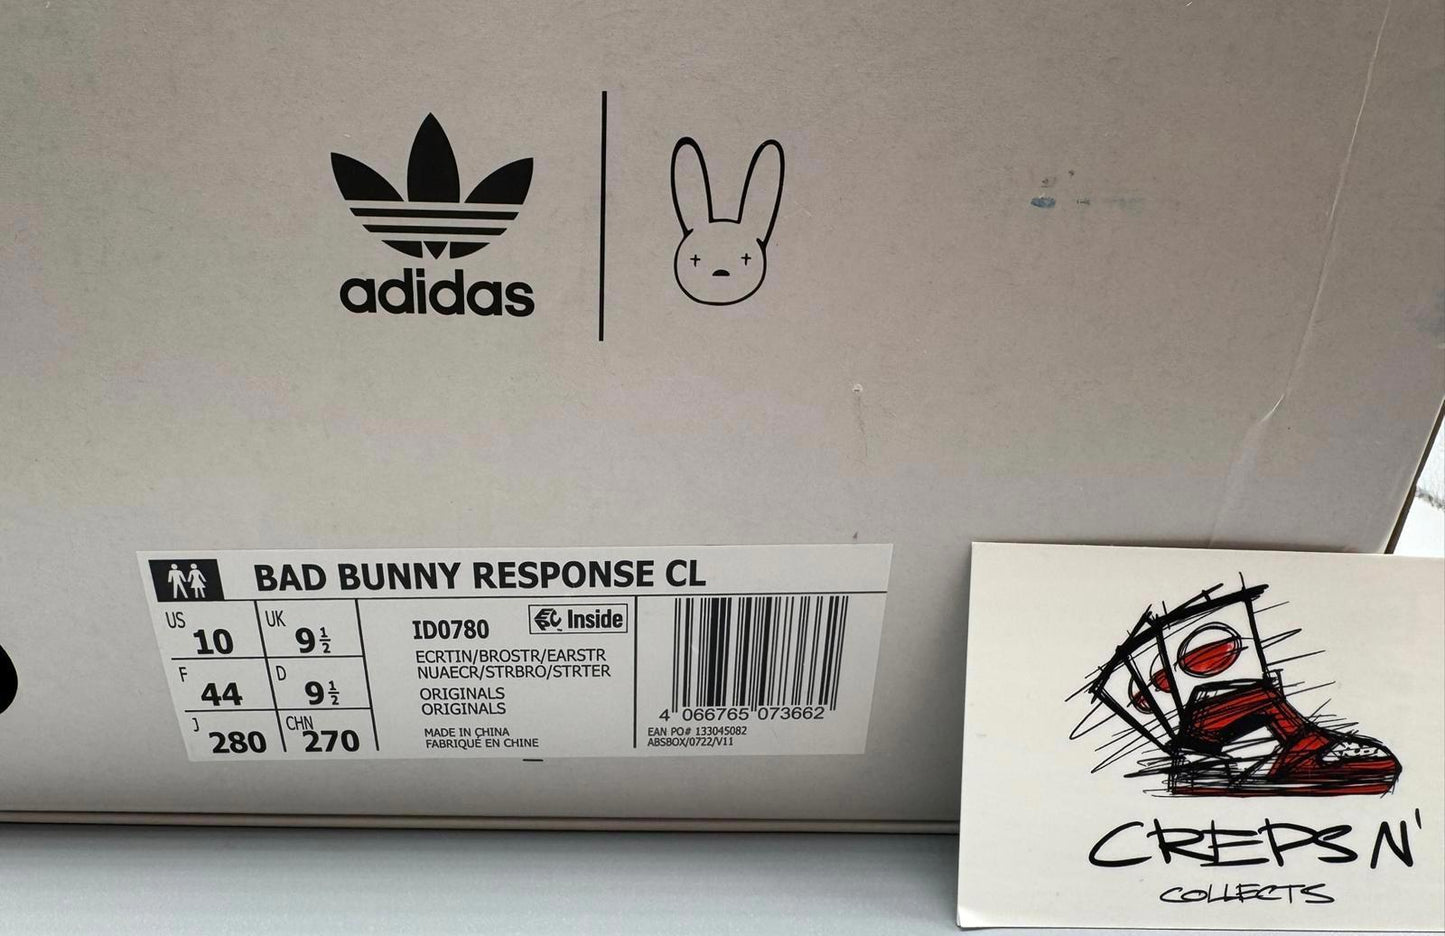 adidas
BAD BUNNY RESPONSE CL
US 10
UK 9½
F 44
D 9½
J 280
CHN 270
ID0780
Inside
ECRTIN/BROSTR/EARSTR
NUAECR/STRBRO/STRTER
ORIGINALS
ORIGINALS
MADE IN CHINA
FABRIQUÉ EN CHINE
4 066765 073662
EAN PO# 133045082
ABSBOX/0722/V11
CREPS N'
COLLECTS